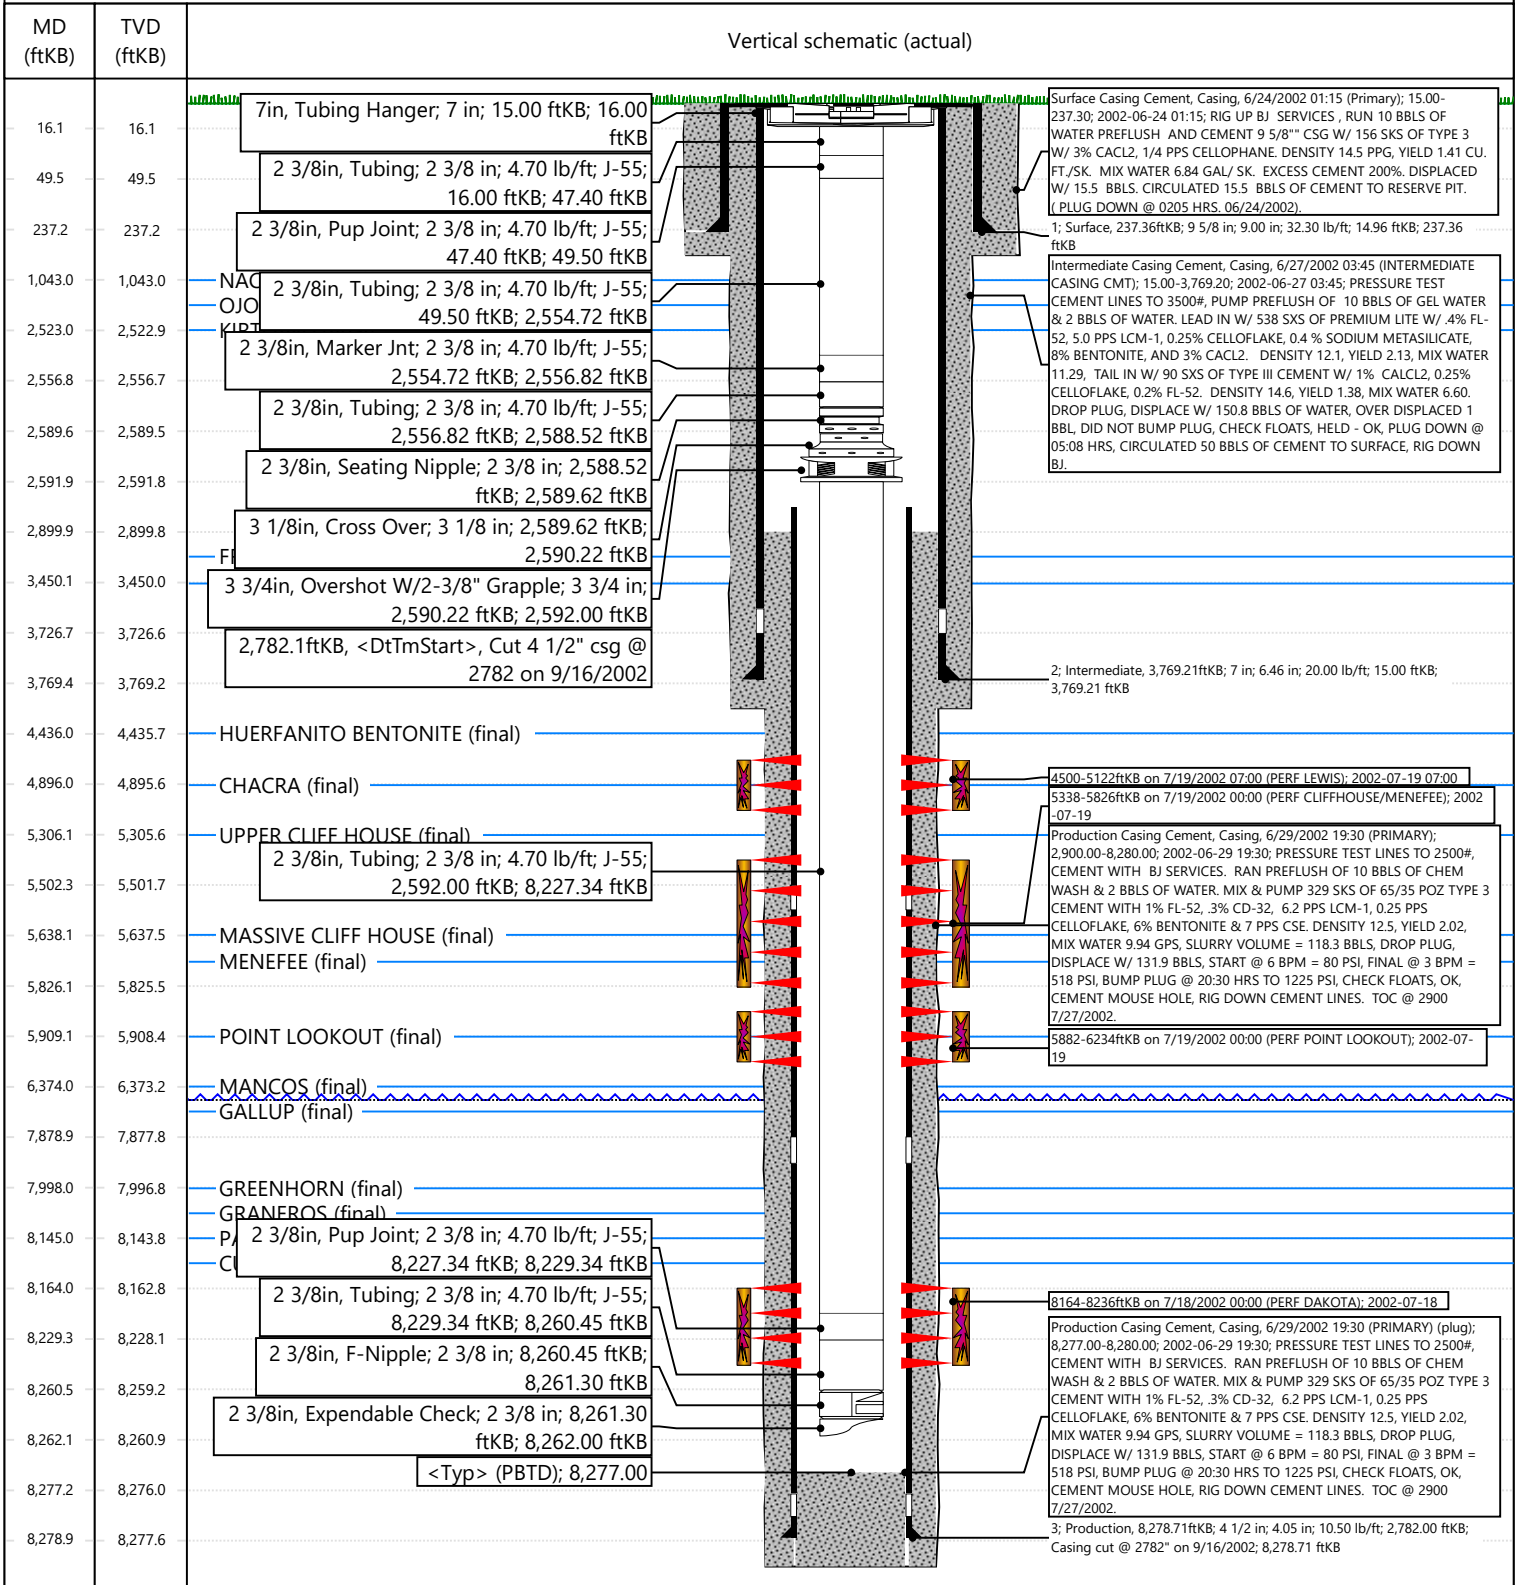 MD
(ftKB)
TVD
(ftKB)
Vertical schematic (actual)
16.1
16.1
49.5
49.5
237.2
237.2
1,043.0
1,043.0
2,523.0
2,522.9
2,556.8
2,556.7
2,589.6
2,589.5
2,591.9
2,591.8
2,899.9
2,899.8
3,450.1
3,450.0
3,726.7
3,726.6
3,769.4
3,769.2
4,436.0
4,435.7
4,896.0
4,895.6
5,306.1
5,305.6
5,502.3
5,501.7
5,638.1
5,637.5
5,826.1
5,825.5
5,909.1
5,908.4
6,374.0
6,373.2
7,878.9
7,877.8
7,998.0
7,996.8
8,145.0
8,143.8
8,164.0
8,162.8
8,229.3
8,228.1
8,260.5
8,259.2
8,262.1
8,260.9
8,277.2
8,276.0
8,278.9
8,277.6
7in, Tubing Hanger; 7 in; 15.00 ftKB; 16.00
ftKB
2 3/8in, Tubing; 2 3/8 in; 4.70 lb/ft; J-55;
16.00 ftKB; 47.40 ftKB
2 3/8in, Pup Joint; 2 3/8 in; 4.70 lb/ft; J-55;
47.40 ftKB; 49.50 ftKB
NAC
OJO
2 3/8in, Tubing; 2 3/8 in; 4.70 lb/ft; J-55;
49.50 ftKB; 2,554.72 ftKB
2 3/8in, Marker Jnt; 2 3/8 in; 4.70 lb/ft; J-55;
2,554.72 ftKB; 2,556.82 ftKB
2 3/8in, Tubing; 2 3/8 in; 4.70 lb/ft; J-55;
2,556.82 ftKB; 2,588.52 ftKB
2 3/8in, Seating Nipple; 2 3/8 in; 2,588.52
ftKB; 2,589.62 ftKB
3 1/8in, Cross Over; 3 1/8 in; 2,589.62 ftKB;
2,590.22 ftKB
3 3/4in, Overshot W/2-3/8" Grapple; 3 3/4 in;
2,590.22 ftKB; 2,592.00 ftKB
2,782.1ftKB, <DtTmStart>, Cut 4 1/2" csg @
2782 on 9/16/2002
HUERFANITO BENTONITE (final)
CHACRA (final)
UPPER CLIFF HOUSE (final)
2 3/8in, Tubing; 2 3/8 in; 4.70 lb/ft; J-55;
2,592.00 ftKB; 8,227.34 ftKB
MASSIVE CLIFF HOUSE (final)
MENEFEE (final)
POINT LOOKOUT (final)
MANCOS (final)
GALLUP (final)
GREENHORN (final)
GRANEROS (final)
2 3/8in, Pup Joint; 2 3/8 in; 4.70 lb/ft; J-55;
8,227.34 ftKB; 8,229.34 ftKB
2 3/8in, Tubing; 2 3/8 in; 4.70 lb/ft; J-55;
8,229.34 ftKB; 8,260.45 ftKB
2 3/8in, F-Nipple; 2 3/8 in; 8,260.45 ftKB;
8,261.30 ftKB
2 3/8in, Expendable Check; 2 3/8 in; 8,261.30
ftKB; 8,262.00 ftKB
<Typ> (PBTD); 8,277.00
Surface Casing Cement, Casing, 6/24/2002 01:15 (Primary); 15.00-
237.30; 2002-06-24 01:15; RIG UP BJ SERVICES , RUN 10 BBLS OF
WATER PREFLUSH AND CEMENT 9 5/8"" CSG W/ 156 SKS OF TYPE 3
W/ 3% CACL2, 1/4 PPS CELLOPHANE. DENSITY 14.5 PPG, YIELD 1.41 CU.
FT./SK. MIX WATER 6.84 GAL/ SK. EXCESS CEMENT 200%. DISPLACED
W/ 15.5 BBLS. CIRCULATED 15.5 BBLS OF CEMENT TO RESERVE PIT.
( PLUG DOWN @ 0205 HRS. 06/24/2002).
1; Surface, 237.36ftKB; 9 5/8 in; 9.00 in; 32.30 lb/ft; 14.96 ftKB; 237.36
ftKB
Intermediate Casing Cement, Casing, 6/27/2002 03:45 (INTERMEDIATE
CASING CMT); 15.00-3,769.20; 2002-06-27 03:45; PRESSURE TEST
CEMENT LINES TO 3500#, PUMP PREFLUSH OF 10 BBLS OF GEL WATER
& 2 BBLS OF WATER. LEAD IN W/ 538 SXS OF PREMIUM LITE W/ .4% FL-
52, 5.0 PPS LCM-1, 0.25% CELLOFLAKE, 0.4 % SODIUM METASILICATE,
8% BENTONITE, AND 3% CACL2. DENSITY 12.1, YIELD 2.13, MIX WATER
11.29, TAIL IN W/ 90 SXS OF TYPE III CEMENT W/ 1% CALCL2, 0.25%
CELLOFLAKE, 0.2% FL-52. DENSITY 14.6, YIELD 1.38, MIX WATER 6.60.
DROP PLUG, DISPLACE W/ 150.8 BBLS OF WATER, OVER DISPLACED 1
BBL, DID NOT BUMP PLUG, CHECK FLOATS, HELD - OK, PLUG DOWN @
05:08 HRS, CIRCULATED 50 BBLS OF CEMENT TO SURFACE, RIG DOWN
BJ.
2; Intermediate, 3,769.21ftKB; 7 in; 6.46 in; 20.00 lb/ft; 15.00 ftKB;
3,769.21 ftKB
4500-5122ftKB on 7/19/2002 07:00 (PERF LEWIS); 2002-07-19 07:00
5338-5826ftKB on 7/19/2002 00:00 (PERF CLIFFHOUSE/MENEFEE); 2002
-07-19
Production Casing Cement, Casing, 6/29/2002 19:30 (PRIMARY);
2,900.00-8,280.00; 2002-06-29 19:30; PRESSURE TEST LINES TO 2500#,
CEMENT WITH BJ SERVICES. RAN PREFLUSH OF 10 BBLS OF CHEM
WASH & 2 BBLS OF WATER. MIX & PUMP 329 SKS OF 65/35 POZ TYPE 3
CEMENT WITH 1% FL-52, .3% CD-32, 6.2 PPS LCM-1, 0.25 PPS
CELLOFLAKE, 6% BENTONITE & 7 PPS CSE. DENSITY 12.5, YIELD 2.02,
MIX WATER 9.94 GPS, SLURRY VOLUME = 118.3 BBLS, DROP PLUG,
DISPLACE W/ 131.9 BBLS, START @ 6 BPM = 80 PSI, FINAL @ 3 BPM =
518 PSI, BUMP PLUG @ 20:30 HRS TO 1225 PSI, CHECK FLOATS, OK,
CEMENT MOUSE HOLE, RIG DOWN CEMENT LINES. TOC @ 2900
7/27/2002.
5882-6234ftKB on 7/19/2002 00:00 (PERF POINT LOOKOUT); 2002-07-
19
8164-8236ftKB on 7/18/2002 00:00 (PERF DAKOTA); 2002-07-18
Production Casing Cement, Casing, 6/29/2002 19:30 (PRIMARY) (plug);
8,277.00-8,280.00; 2002-06-29 19:30; PRESSURE TEST LINES TO 2500#,
CEMENT WITH BJ SERVICES. RAN PREFLUSH OF 10 BBLS OF CHEM
WASH & 2 BBLS OF WATER. MIX & PUMP 329 SKS OF 65/35 POZ TYPE 3
CEMENT WITH 1% FL-52, .3% CD-32, 6.2 PPS LCM-1, 0.25 PPS
CELLOFLAKE, 6% BENTONITE & 7 PPS CSE. DENSITY 12.5, YIELD 2.02,
MIX WATER 9.94 GPS, SLURRY VOLUME = 118.3 BBLS, DROP PLUG,
DISPLACE W/ 131.9 BBLS, START @ 6 BPM = 80 PSI, FINAL @ 3 BPM =
518 PSI, BUMP PLUG @ 20:30 HRS TO 1225 PSI, CHECK FLOATS, OK,
CEMENT MOUSE HOLE, RIG DOWN CEMENT LINES. TOC @ 2900
7/27/2002.
3; Production, 8,278.71ftKB; 4 1/2 in; 4.05 in; 10.50 lb/ft; 2,782.00 ftKB;
Casing cut @ 2782" on 9/16/2002; 8,278.71 ftKB